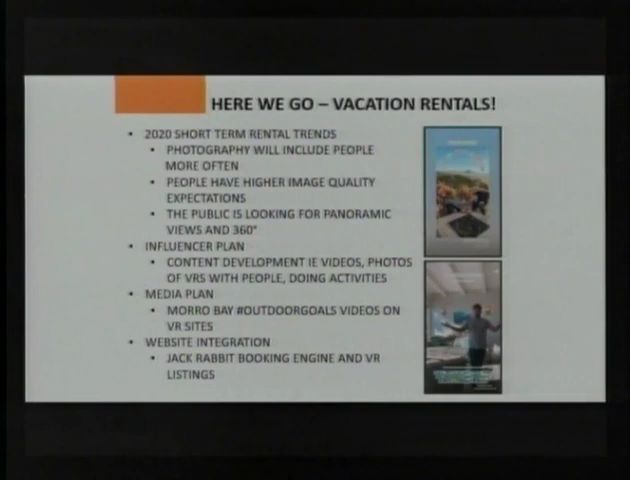 HERE WE GO – VACATION RENTALS!
• 2020 SHORT TERM RENTAL TRENDS
• PHOTOGRAPHY WILL INCLUDE PEOPLE
MORE OFTEN
• PEOPLE HAVE HIGHER IMAGE QUALITY
EXPECTATIONS
• THE PUBLIC IS LOOKING FOR PANORAMIC
VIEWS AND 360°
• INFLUENCER PLAN
• CONTENT DEVELOPMENT IE VIDEOS, PHOTOS
OF VRS WITH PEOPLE, DOING ACTIVITIES
• MEDIA PLAN
• MORRO BAY #OUTDOORGOALS VIDEOS ON
VR SITES
• WEBSITE INTEGRATION
• JACK RABBIT BOOKING ENGINE AND VR
LISTINGS